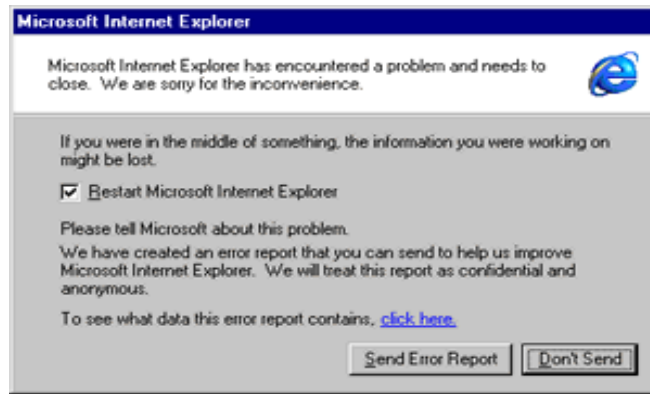 Microsoft Internet Explorer
Microsoft Internet Explorer has encountered a problem and needs to
close. We are sorry for the inconvenience.
If you were in the middle of something, the information you were working on
might be lost.
Restart Microsoft Internet Explorer
Please tell Microsoft about this problem.
We have created an error report that you can send to help us improve
Microsoft Internet Explorer. We will treat this report as confidential and
anonymous.
To see what data this error report contains, click here.
Send Error Report Don't Send